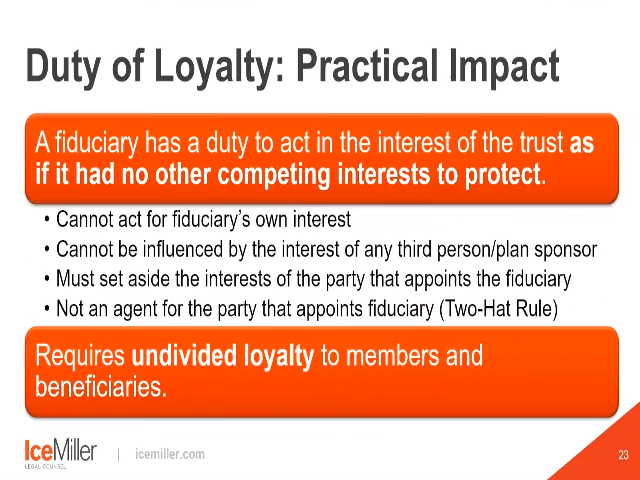 Duty of Loyalty: Practical Impact
A fiduciary has a duty to act in the interest of the trust as
if it had no other competing interests to protect.
• Cannot act for fiduciary's own interest
• Cannot be influenced by the interest of any third person/plan sponsor
• Must set aside the interests of the party that appoints the fiduciary
• Not an agent for the party that appoints fiduciary (Two-Hat Rule)
Requires undivided loyalty to members and
beneficiaries.
IceMiller
LEGAL COUNSEL
icemiller.com
23